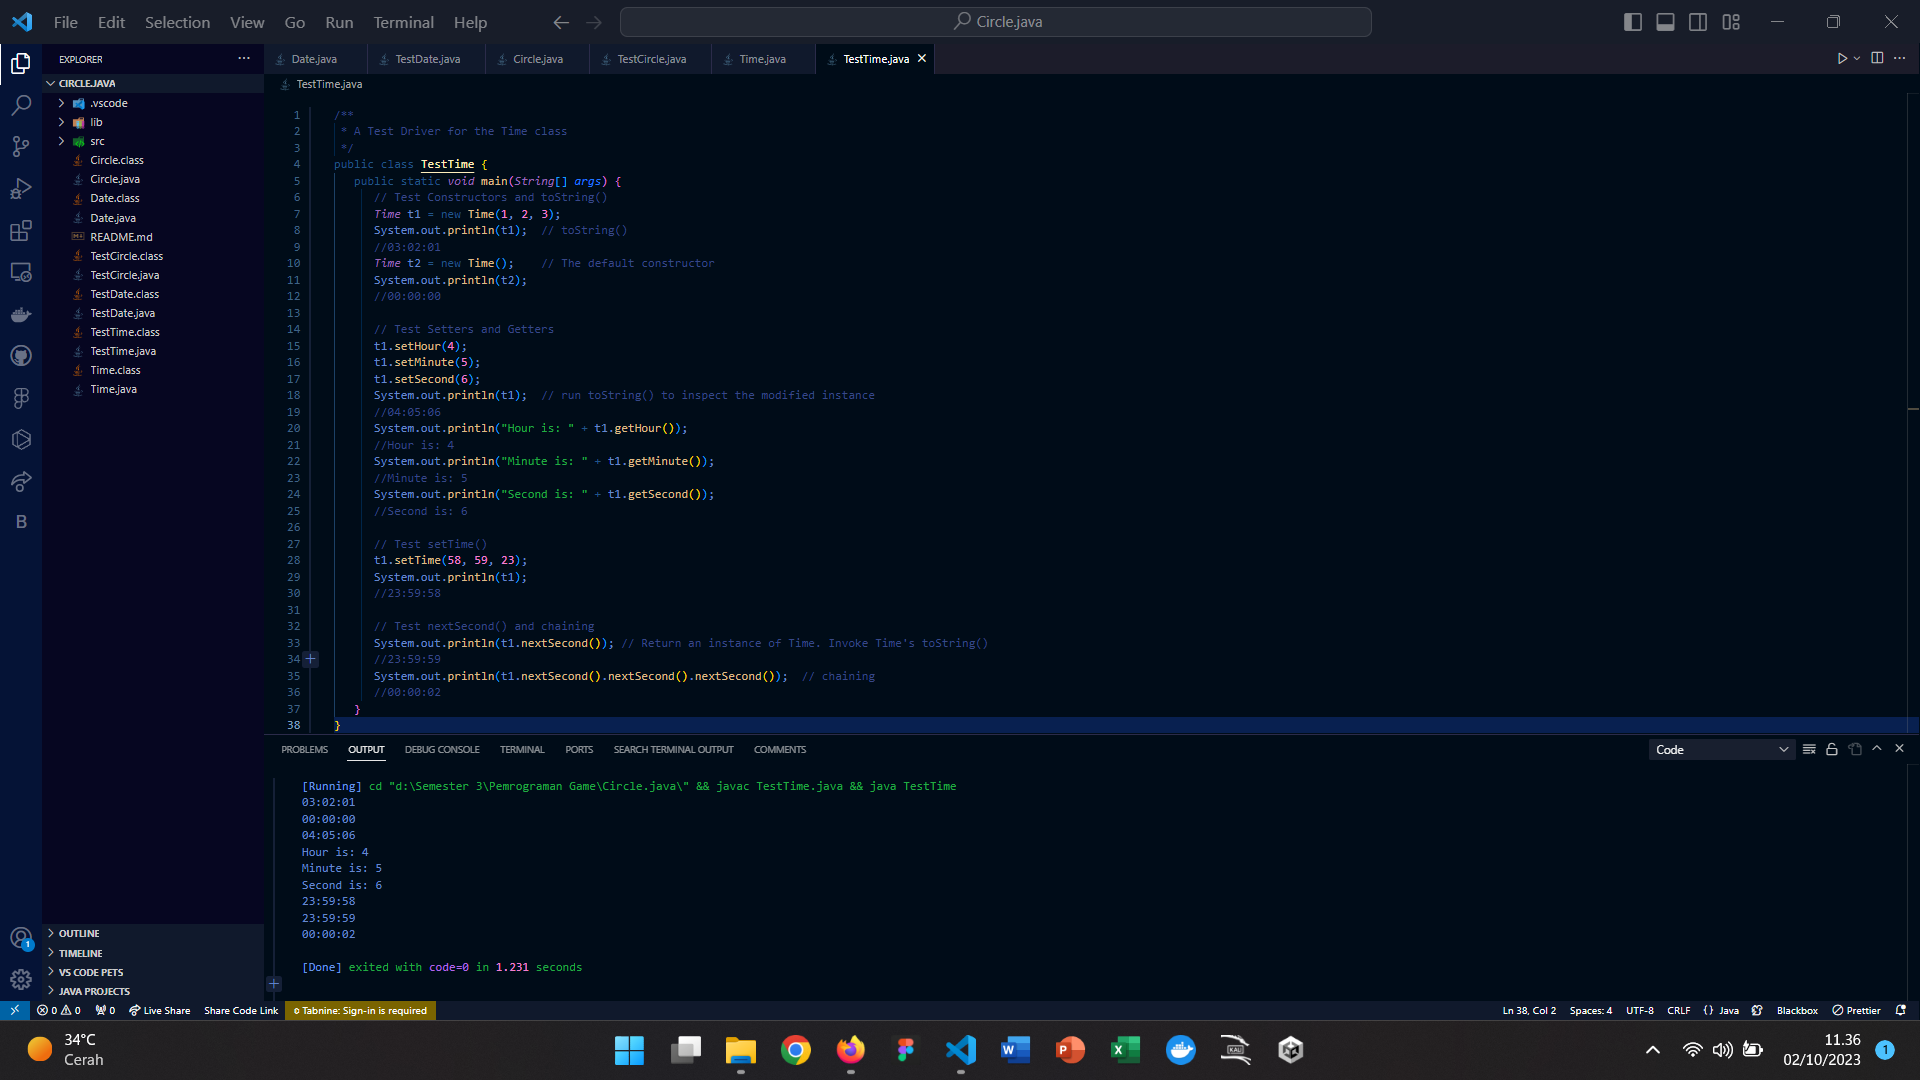 File Edit Selection View Go Run Terminal Help
Circle.java
EXPLORER
Date.java TestDate.java Circle.java TestCircle.java Time.java TestTime.java
CIRCLE.JAVA
TestTime.java
.vscode
lib
src
Circle.class
Circle.java
Date.class
Date.java
README.md
TestCircle.class
TestCircle.java
TestDate.class
TestDate.java
TestTime.class
TestTime.java
Time.class
Time.java
OUTLINE
TIMELINE
VS CODE PETS
JAVA PROJECTS
1 /**
2 * A Test Driver for the Time class
3 */
4 public class TestTime {
5 public static void main(String[] args) {
6 // Test Constructors and toString()
7 Time t1 = new Time(1, 2, 3);
8 System.out.println(t1); // toString()
9 //03:02:01
10 Time t2 = new Time(); // The default constructor
11 System.out.println(t2);
12 //00:00:00
13
14 // Test Setters and Getters
15 t1.setHour(4);
16 t1.setMinute(5);
17 t1.setSecond(6);
18 System.out.println(t1); // run toString() to inspect the modified instance
19 //04:05:06
20 System.out.println("Hour is: " + t1.getHour());
21 //Hour is: 4
22 System.out.println("Minute is: " + t1.getMinute());
23 //Minute is: 5
24 System.out.println("Second is: " + t1.getSecond());
25 //Second is: 6
26
27 // Test setTime()
28 t1.setTime(58, 59, 23);
29 System.out.println(t1);
30 //23:59:58
31
32 // Test nextSecond() and chaining
33 System.out.println(t1.nextSecond()); // Return an instance of Time. Invoke Time's toString()
34 //23:59:59
35 System.out.println(t1.nextSecond().nextSecond().nextSecond()); // chaining
36 //00:00:02
37 }
38 }
PROBLEMS OUTPUT DEBUG CONSOLE TERMINAL PORTS SEARCH TERMINAL OUTPUT COMMENTS
Code
[Running] cd "d:\Semester 3\Pemrograman Game\Circle.java\" && javac TestTime.java && java TestTime
03:02:01
00:00:00
04:05:06
Hour is: 4
Minute is: 5
Second is: 6
23:59:58
23:59:59
00:00:02
[Done] exited with code=0 in 1.231 seconds
B
1
0 0 0 Live Share Share Code Link Tabnine: Sign-in is required
Ln 38, Col 2 Spaces: 4 UTF-8 CRLF {} Java Blackbox Prettier
34°C
Cerah
W P X KALI
11.36
02/10/2023
1